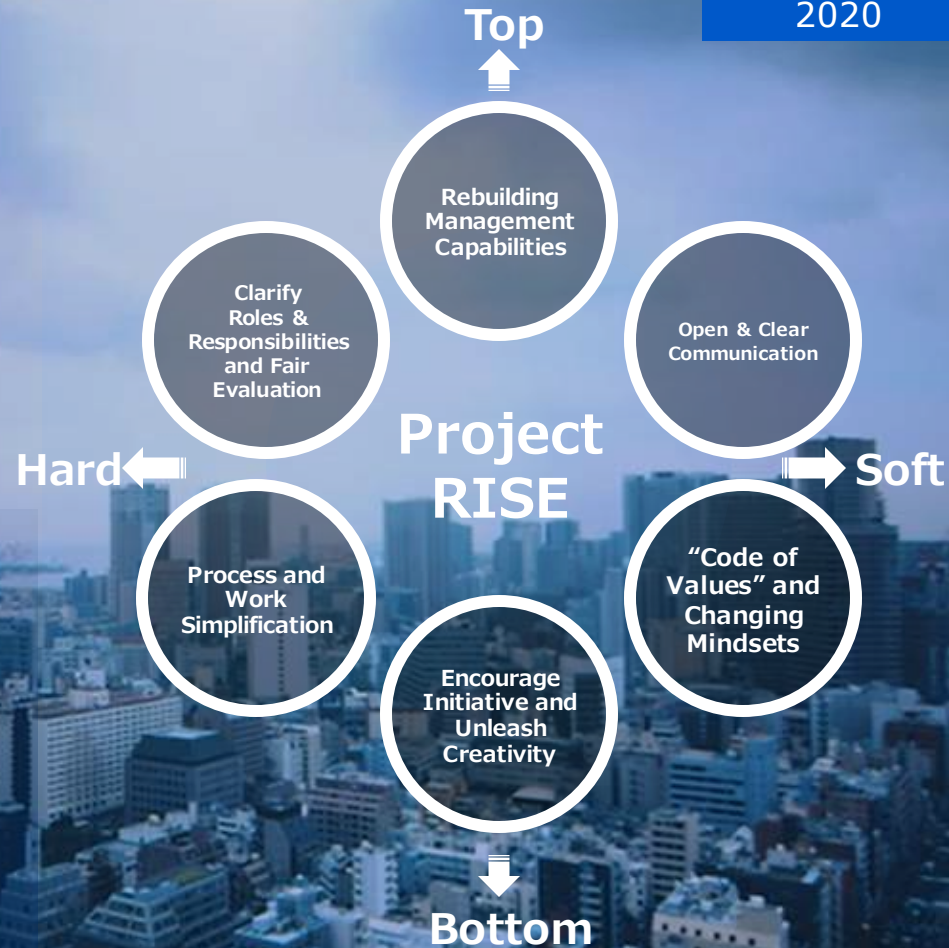 2020
Top
Rebuilding
Management
Capabilities
Clarify
Roles &
Responsibilities
and Fair
Evaluation
Open & Clear
Communication
Project
RISE
Hard
Soft
Process and
Work
Simplification
“Code of
Values” and
Changing
Mindsets
Encourage
Initiative and
Unleash
Creativity
Bottom